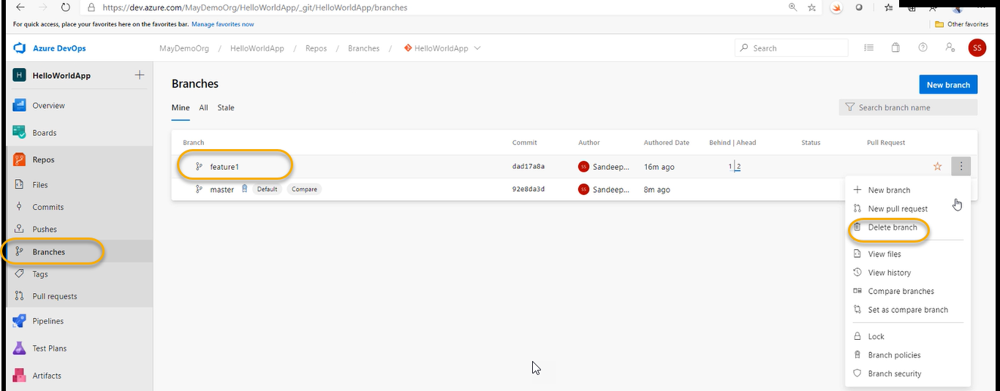 https://dev.azure.com/MayDemoOrg/HelloWorldApp/_git/HelloWorldApp/branches
For quick access, place your favorites here on the favorites bar. Manage favorites now
Other favorites
Azure DevOps
MayDemoOrg / HelloWorldApp / Repos / Branches / HelloWorldApp
Search
SS
H HelloWorldApp
Overview
Boards
Repos
Files
Commits
Pushes
Branches
Tags
Pull requests
Pipelines
Test Plans
Artifacts
Branches
New branch
Mine All Stale
Search branch name
Branch Commit Author Authored Date Behind | Ahead Status Pull Request
feature1 dad17a8a SS Sandeep... 16m ago 1 2
master Default Compare 92e8da3d SS Sandeep... 8m ago
New branch
New pull request
Delete branch
View files
View history
Compare branches
Set as compare branch
Lock
Branch policies
Branch security